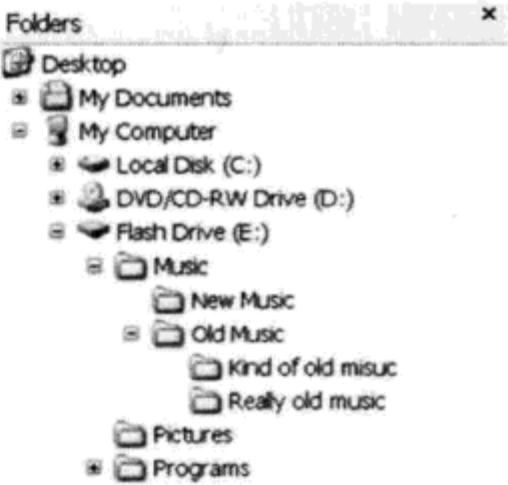 Folders
Desktop
My Documents
My Computer
Local Disk (C:)
DVD/CD-RW Drive (D:)
Flash Drive (E:)
Music
New Music
Old Music
Kind of old misuc
Really old music
Pictures
Programs